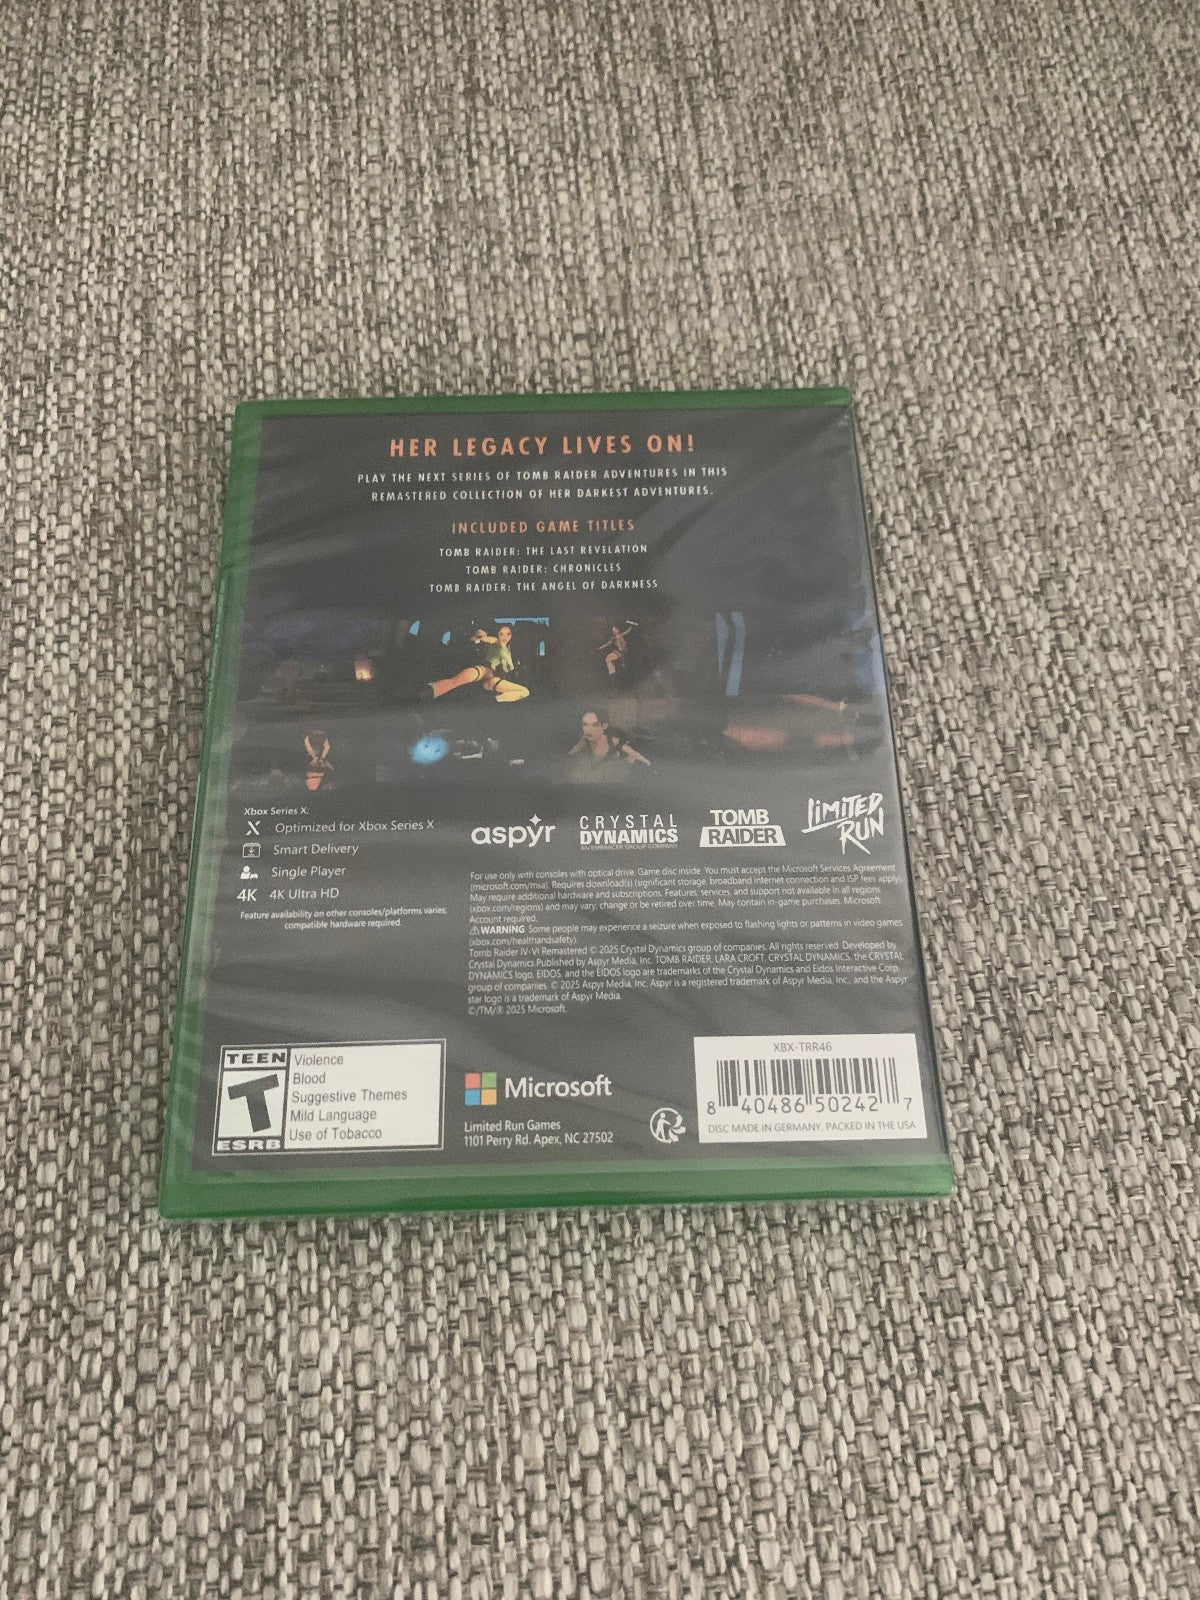 HER LEGACY LIVES ON!
PLAY THE NEXT SERIES OF TOMB RAIDER ADVENTURES IN THIS
REMASTERED COLLECTION OF HER DARKEST ADVENTURES.
INCLUDED GAME TITLES
TOMB RAIDER: THE LAST REVELATION
TOMB RAIDER: CHRONICLES
TOMB RAIDER: THE ANGEL OF DARKNESS
Xbox Series X:
Optimized for Xbox Series X
Smart Delivery
Single Player
4K 4K Ultra HD
Feature availability on other consoles/platforms varies;
compatible hardware required.
aspyr
CRYSTAL
DYNAMICS
AN EMBRACER GROUP COMPANY
TOMB
RAIDER
LIMITED
RUN
For use only with consoles with optical drive. Game disc inside. You must accept the Microsoft Services Agreement
(microsoft.com/msa). Requires download(s) (significant storage, broadband internet connection and ISP fees apply).
May require additional hardware and subscriptions. Features, services, and support not available in all regions
(xbox.com/regions) and may vary, change or be retired over time. May contain in-game purchases. Microsoft
Account required.
⚠WARNING Some people may experience a seizure when exposed to flashing lights or patterns in video games
(xbox.com/healthandsafety).
Tomb Raider IV-VI Remastered © 2025 Crystal Dynamics group of companies. All rights reserved. Developed by
Crystal Dynamics.Published by Aspyr Media, Inc. TOMB RAIDER, LARA CROFT, CRYSTAL DYNAMICS, the CRYSTAL
DYNAMICS logo, EIDOS, and the EIDOS logo are trademarks of the Crystal Dynamics and Eidos Interactive Corp.
group of companies. © 2025 Aspyr Media, Inc. Aspyr is a registered trademark of Aspyr Media, Inc., and the Aspyr
star logo is a trademark of Aspyr Media.
©/TM/® 2025 Microsoft.
TEEN
T
ESRB
Violence
Blood
Suggestive Themes
Mild Language
Use of Tobacco
Microsoft
Limited Run Games
1101 Perry Rd. Apex, NC 27502
XBX-TRR46
8 40486 50242 7
DISC MADE IN GERMANY, PACKED IN THE USA